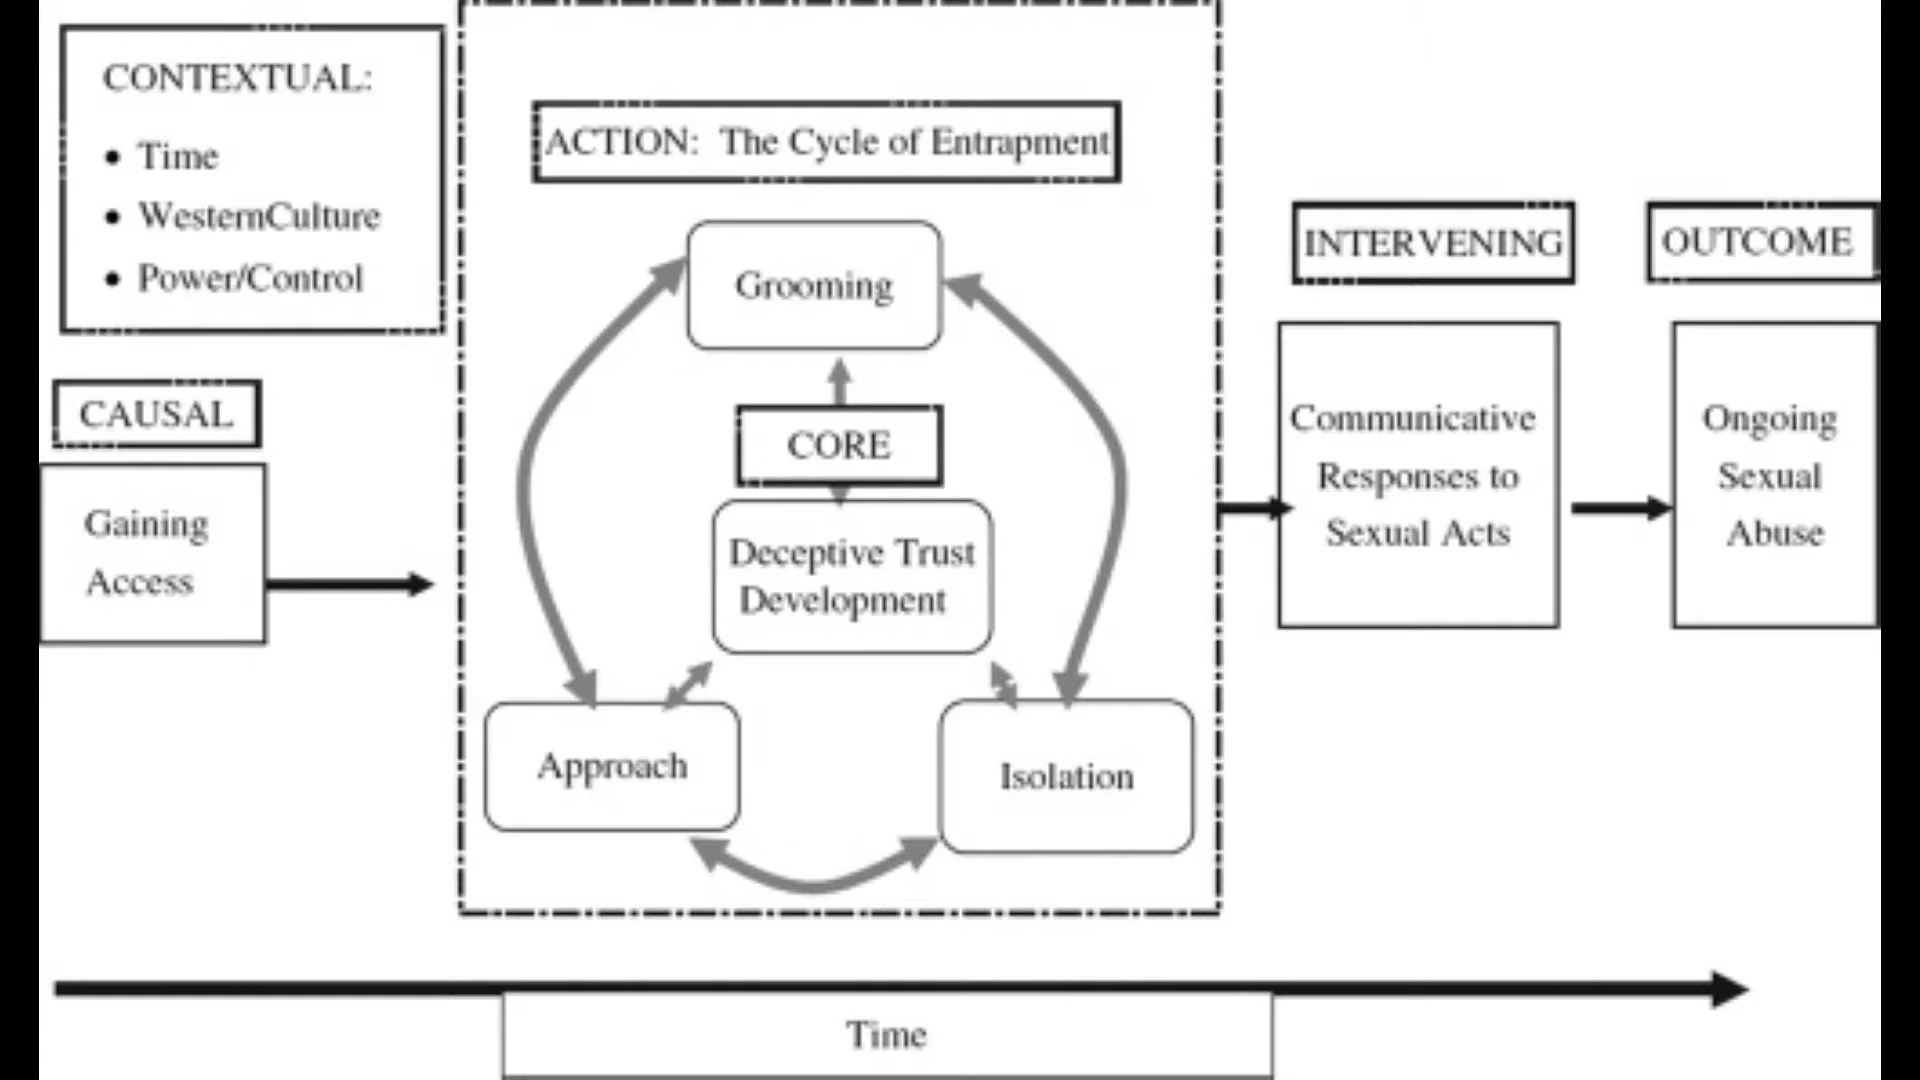 CONTEXTUAL:
• Time
• WesternCulture
• Power/Control
CAUSAL
Gaining
Access
ACTION: The Cycle of Entrapment
Grooming
CORE
Deceptive Trust
Development
Approach
Isolation
INTERVENING
Communicative
Responses to
Sexual Acts
OUTCOME
Ongoing
Sexual
Abuse
Time